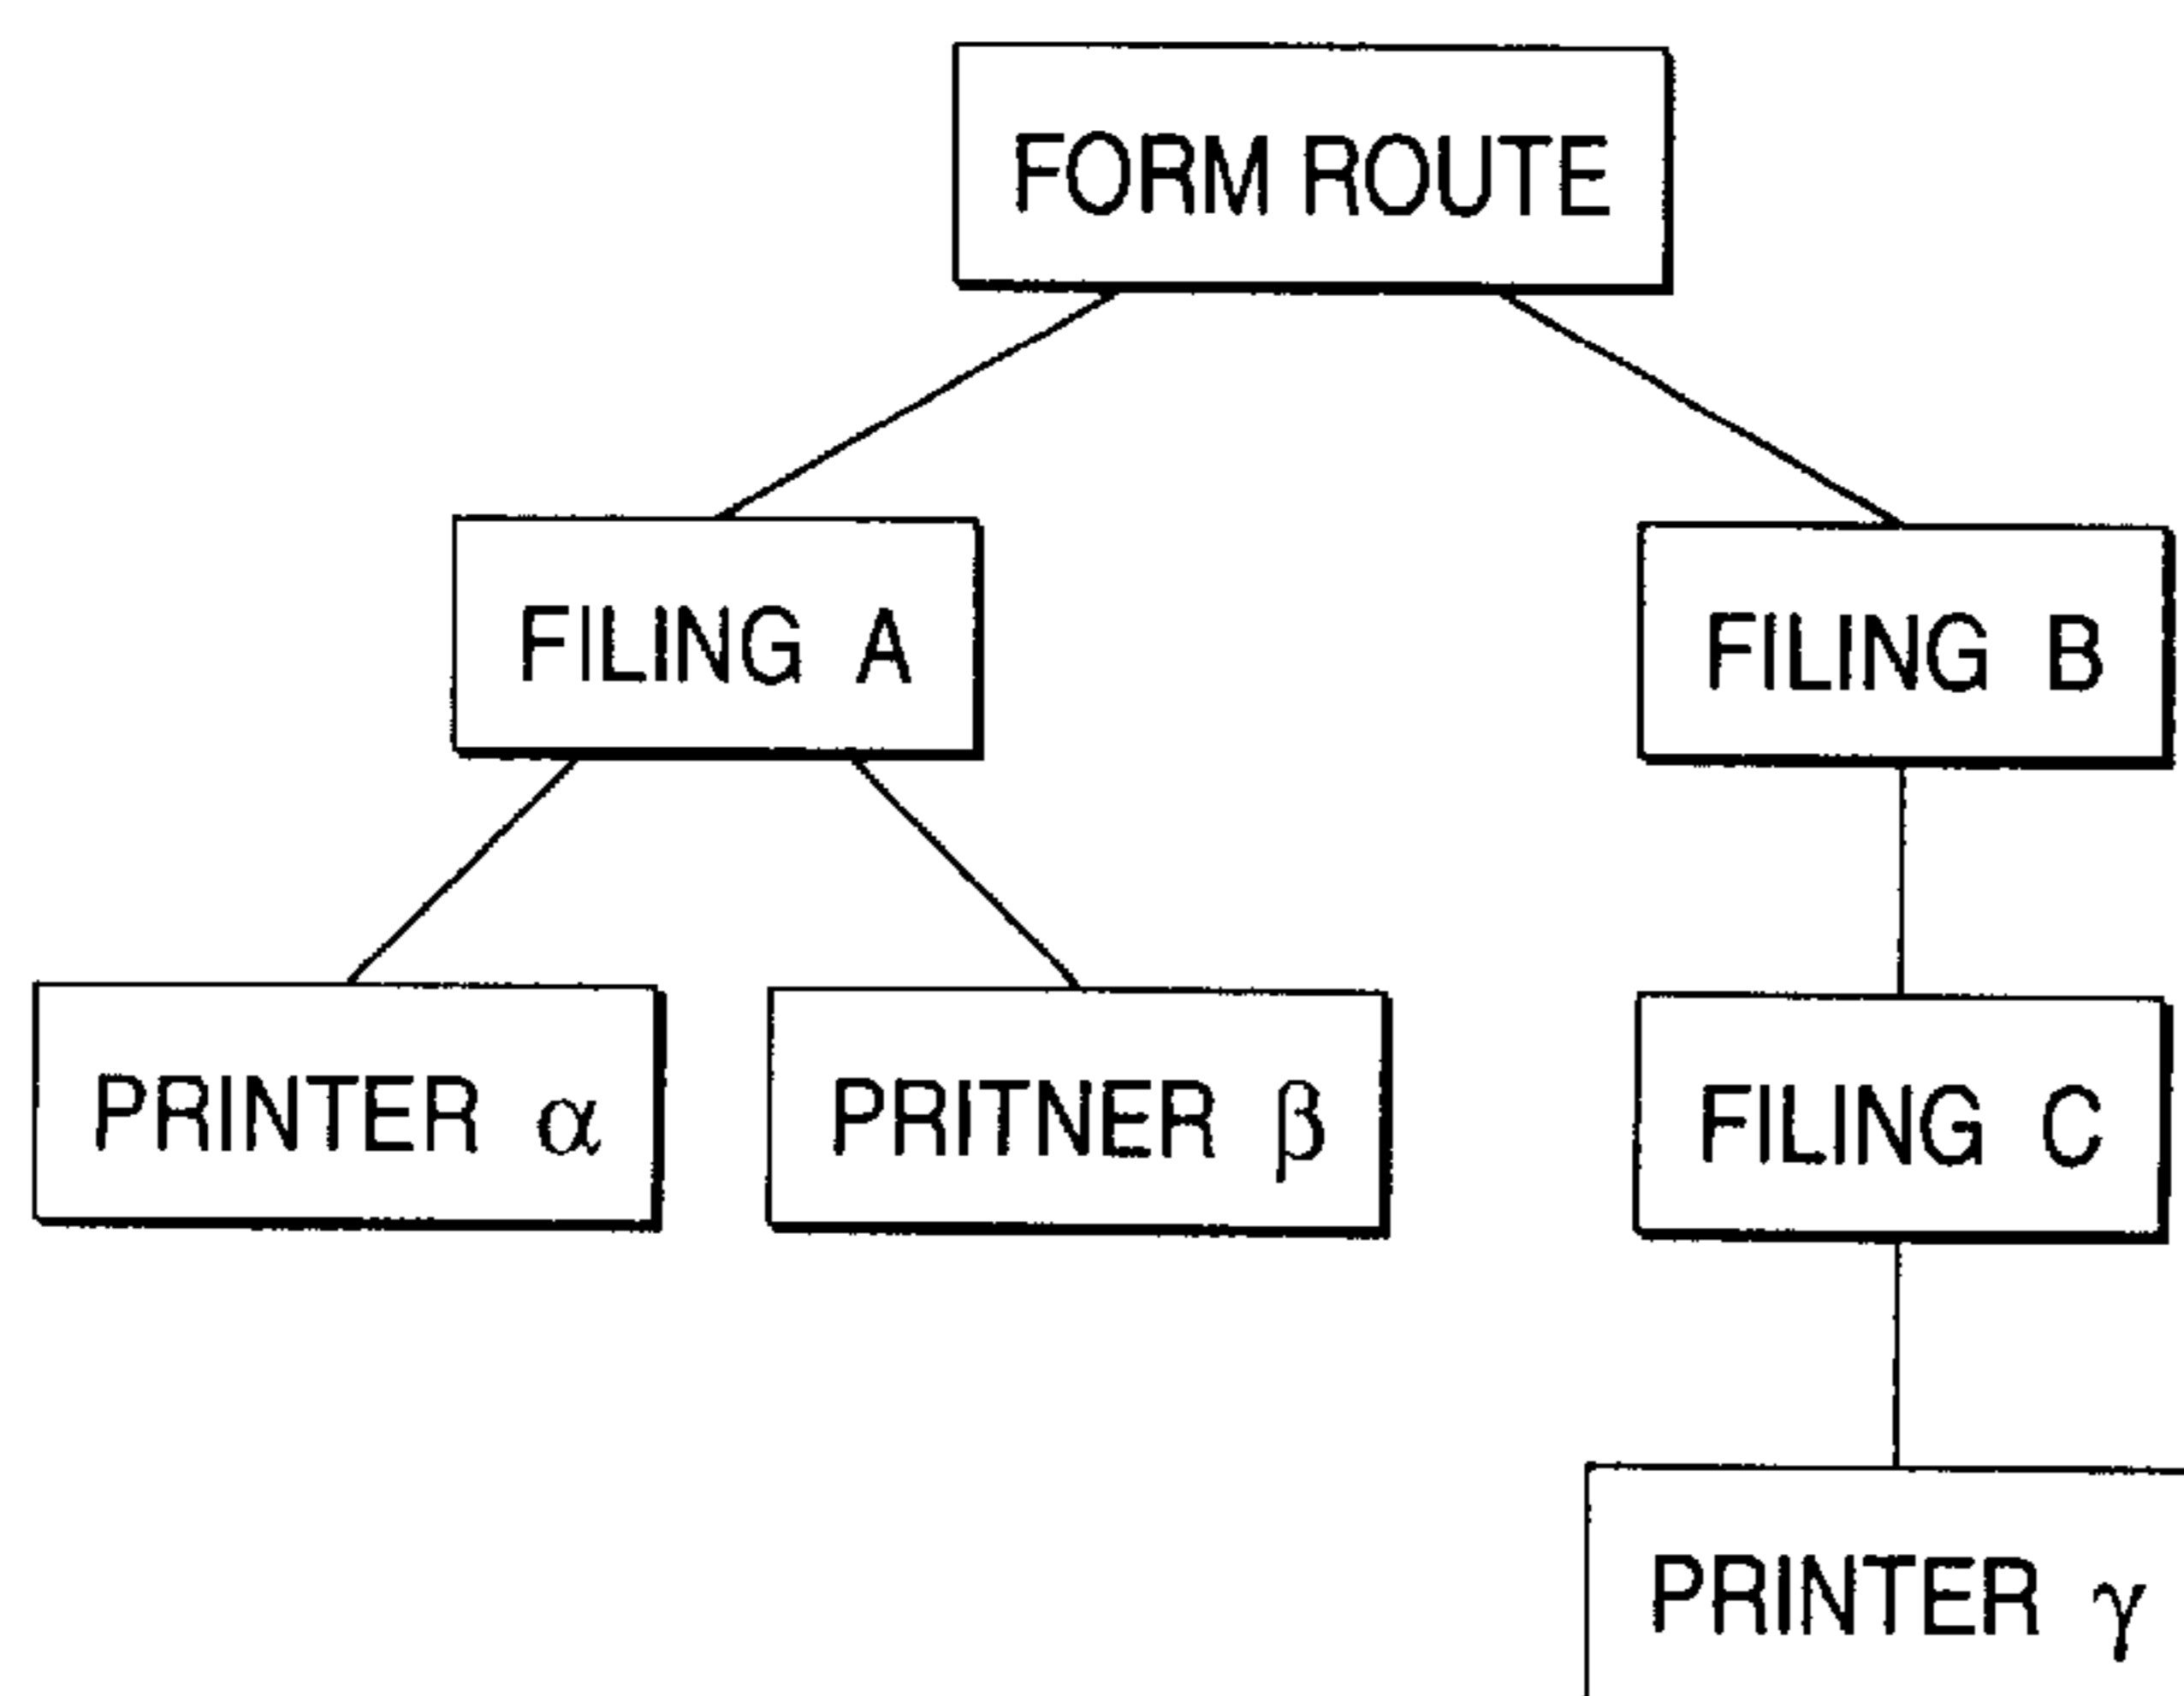 FORM ROUTE
FILING A
FILING B
PRINTER α
PRITNER β
FILING C
PRINTER γ